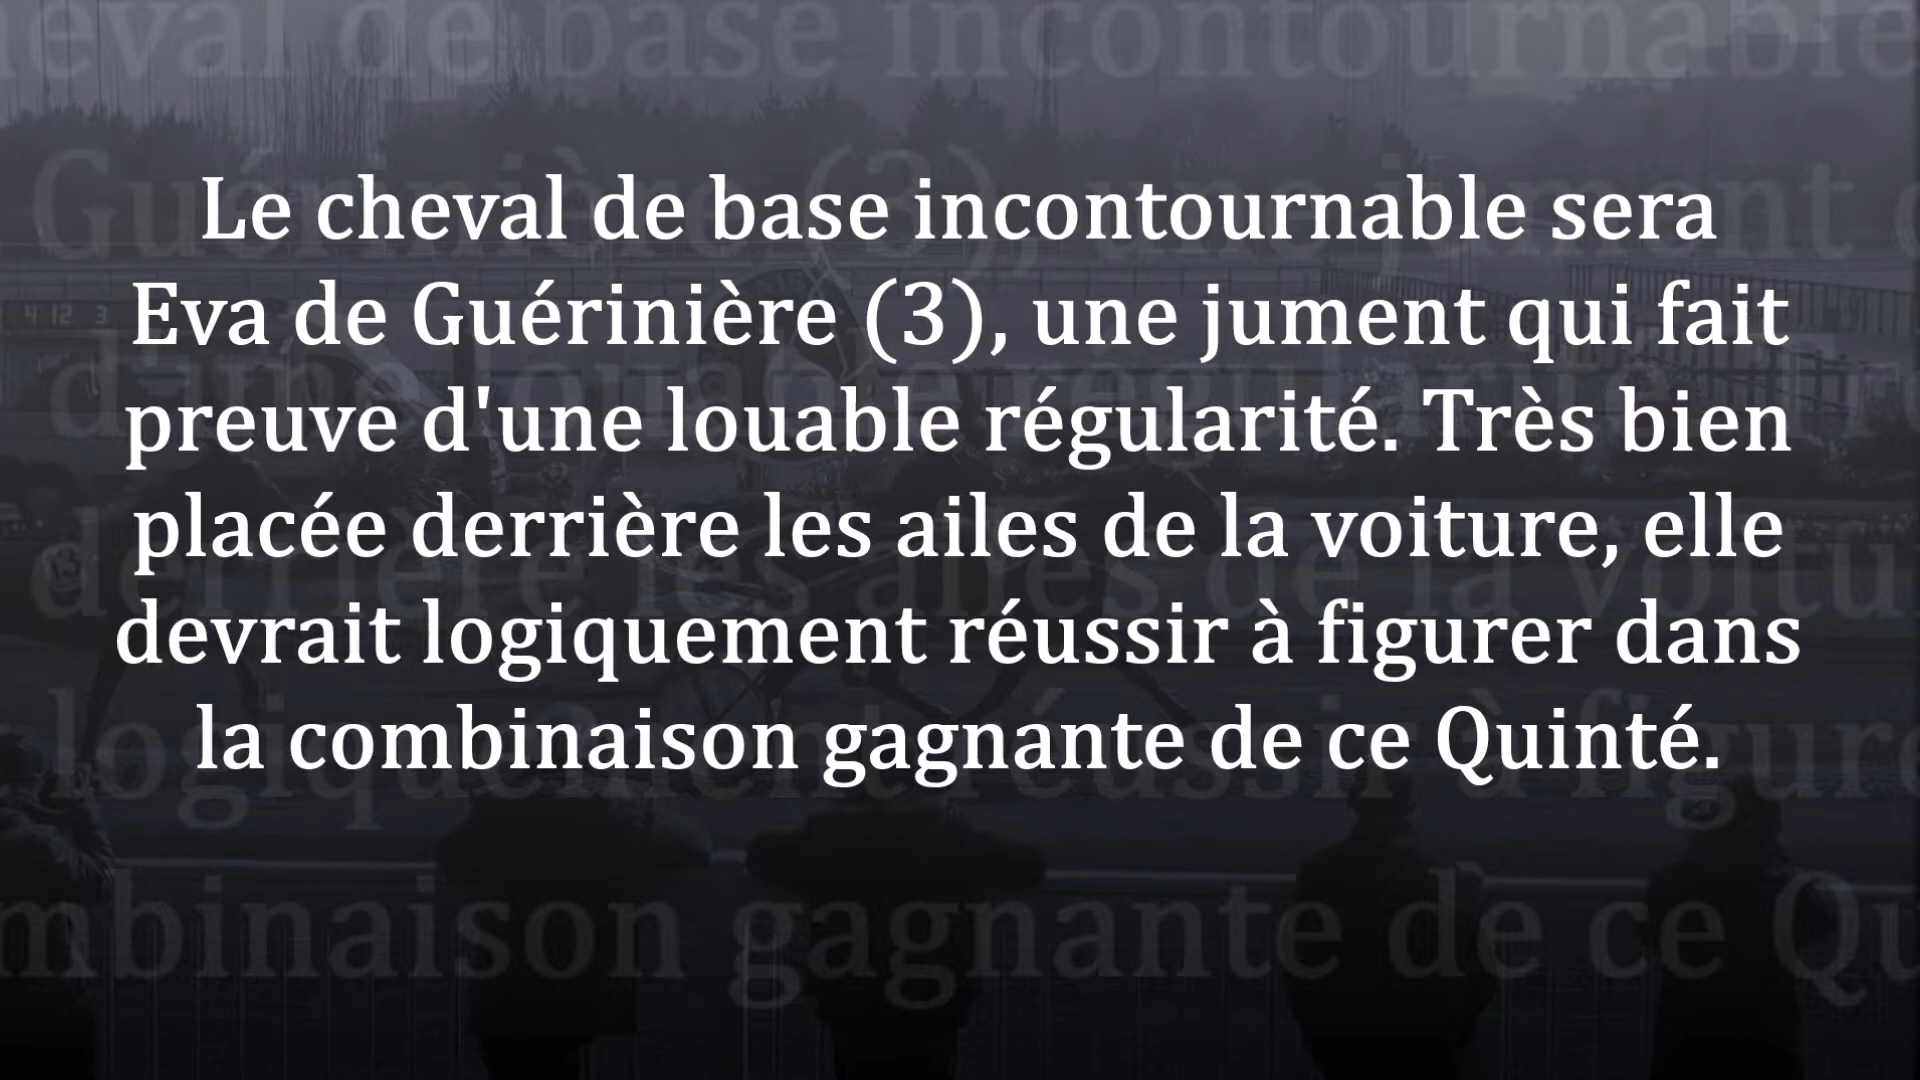 Le cheval de base incontournable sera
Eva de Guérinière (3), une jument qui fait
preuve d'une louable régularité. Très bien
placée derrière les ailes de la voiture, elle
devrait logiquement réussir à figurer dans
la combinaison gagnante de ce Quinté.